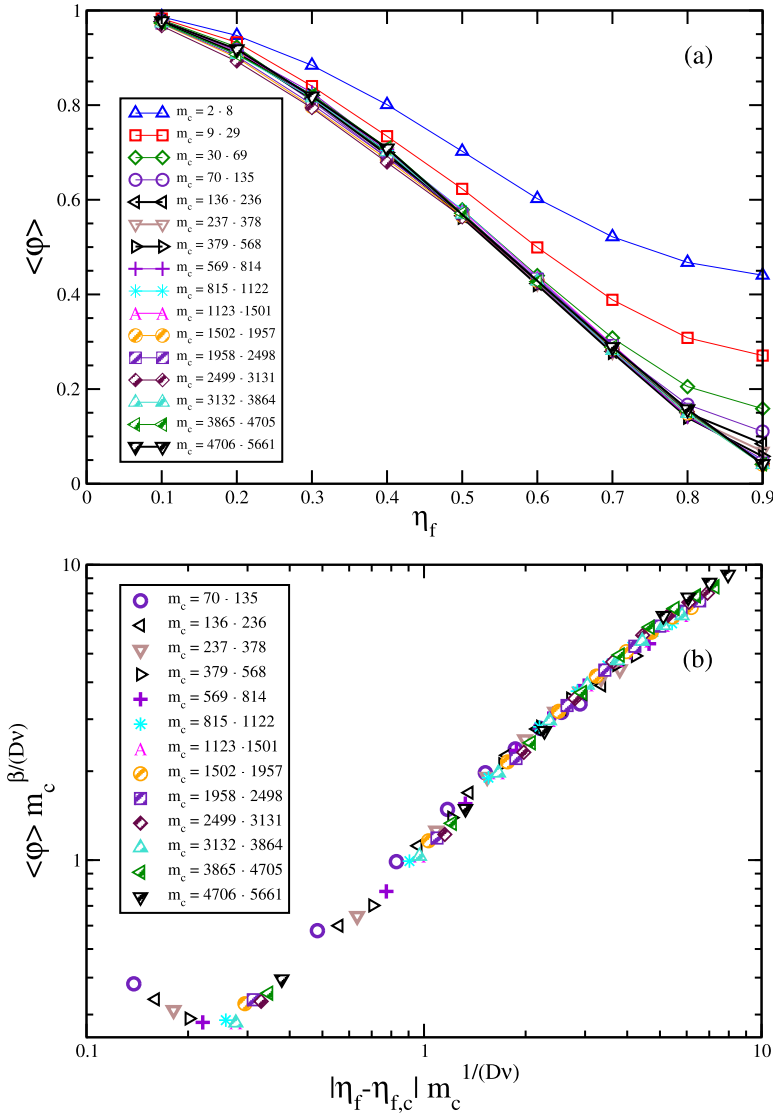 (a)
1
0.8
0.6
0.4
0.2
0
<φ>
m_c = 2 - 8
m_c = 9 - 29
m_c = 30 - 69
m_c = 70 - 135
m_c = 136 - 236
m_c = 237 - 378
m_c = 379 - 568
m_c = 569 - 814
m_c = 815 - 1122
m_c = 1123 - 1501
m_c = 1502 - 1957
m_c = 1958 - 2498
m_c = 2499 - 3131
m_c = 3132 - 3864
m_c = 3865 - 4705
m_c = 4706 - 5661
0 0.1 0.2 0.3 0.4 0.5 0.6 0.7 0.8 0.9
η_f
(b)
10
1
<φ> m_c^β/(Dν)
m_c = 70 - 135
m_c = 136 - 236
m_c = 237 - 378
m_c = 379 - 568
m_c = 569 - 814
m_c = 815 - 1122
m_c = 1123 - 1501
m_c = 1502 - 1957
m_c = 1958 - 2498
m_c = 2499 - 3131
m_c = 3132 - 3864
m_c = 3865 - 4705
m_c = 4706 - 5661
0.1 1 10
|η_f-η_f,c| m_c^1/(Dν)